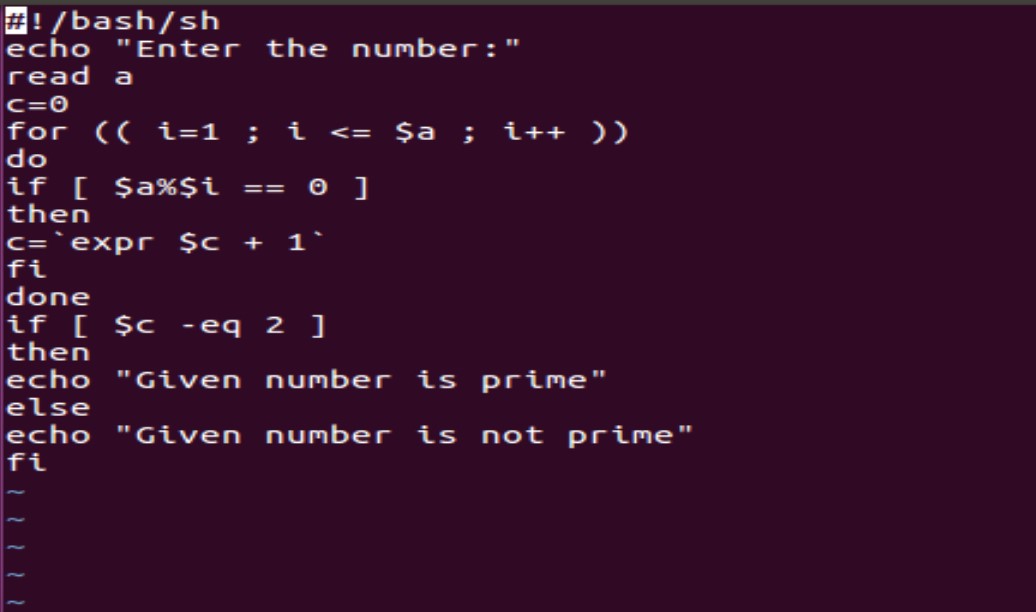 #!/bash/sh
echo "Enter the number:"
read a
c=0
for (( i=1 ; i <= $a ; i++ ))
do
if [ $a%$i == 0 ]
then
c=`expr $c + 1`
fi
done
if [ $c -eq 2 ]
then
echo "Given number is prime"
else
echo "Given number is not prime"
fi
~
~
~
~
~